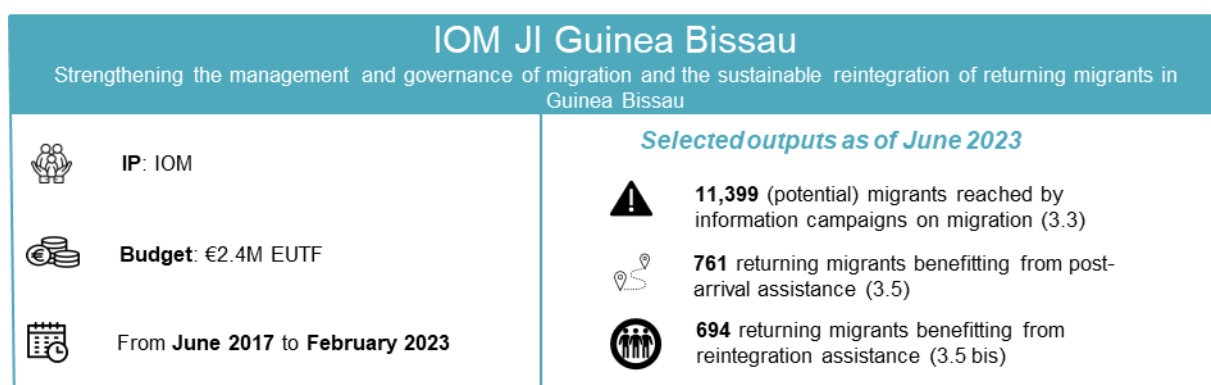 IOM JI Guinea Bissau
Strengthening the management and governance of migration and the sustainable reintegration of returning migrants in
Guinea Bissau
IP: IOM
Budget: €2.4M EUTF
From June 2017 to February 2023
Selected outputs as of June 2023
11,399 (potential) migrants reached by
information campaigns on migration (3.3)
761 returning migrants benefitting from post-
arrival assistance (3.5)
694 returning migrants benefitting from
reintegration assistance (3.5 bis)